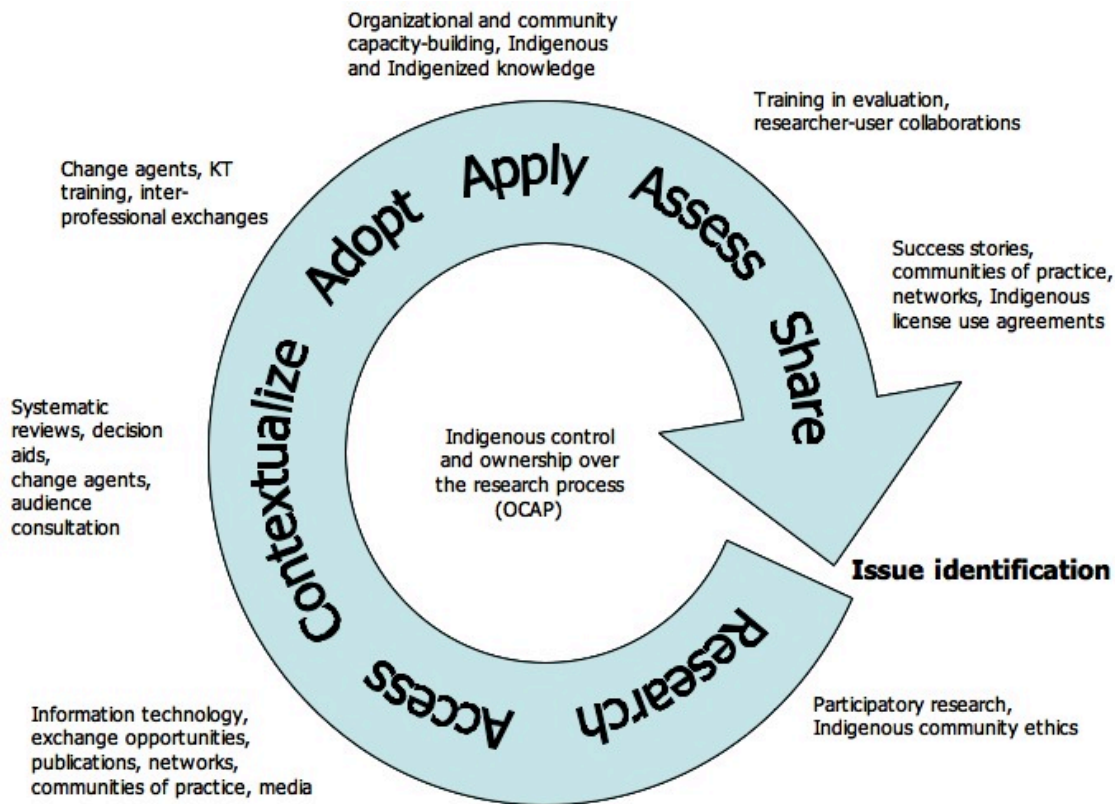 Organizational and community
capacity-building, Indigenous
and Indigenized knowledge
Training in evaluation,
researcher-user collaborations
Change agents, KT
training, inter-
professional exchanges
Success stories,
communities of practice,
networks, Indigenous
license use agreements
Systematic
reviews, decision
aids,
change agents,
audience
consultation
Indigenous control
and ownership over
the research process
(OCAP)
Issue identification
Participatory research,
Indigenous community ethics
Information technology,
exchange opportunities,
publications, networks,
communities of practice, media
Research
Access
Contextualize
Adopt
Apply
Assess
Share